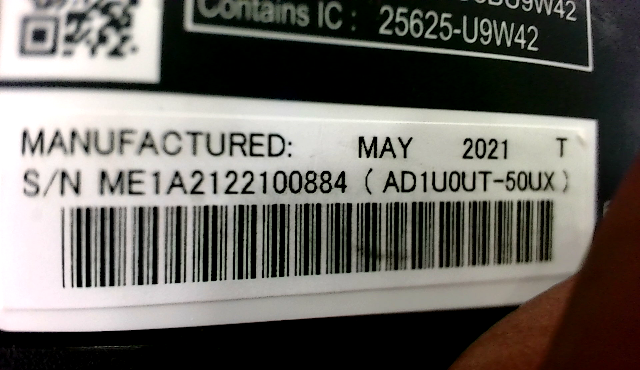 Contains IC : 25625-U9W42
MANUFACTURED: MAY 2021 T
S/N ME1A2122100884 ( AD1U0UT-50UX )